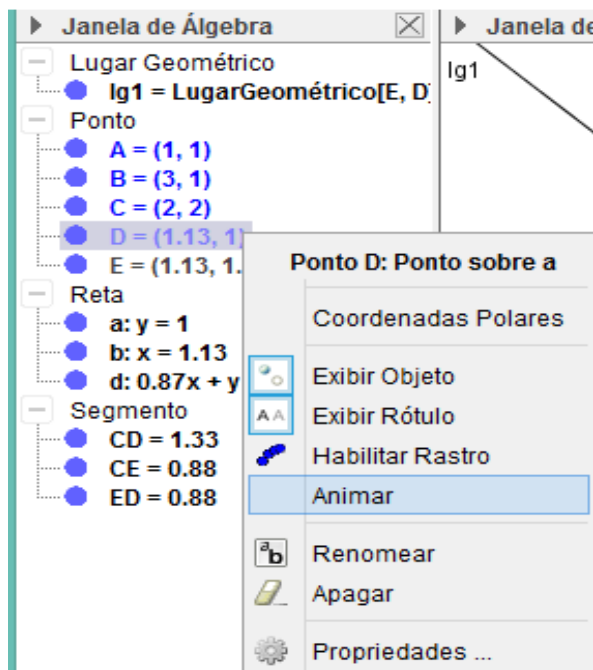 Janela de Álgebra
Janela de
Lugar Geométrico
lg1 = LugarGeométrico[E, D]
lg1
Ponto
A = (1, 1)
B = (3, 1)
C = (2, 2)
D = (1.13, 1)
E = (1.13, 1.
Reta
a: y = 1
b: x = 1.13
d: 0.87x + y
Segmento
CD = 1.33
CE = 0.88
ED = 0.88
Ponto D: Ponto sobre a
Coordenadas Polares
Exibir Objeto
AA Exibir Rótulo
Habilitar Rastro
Animar
ab Renomear
Apagar
Propriedades ...